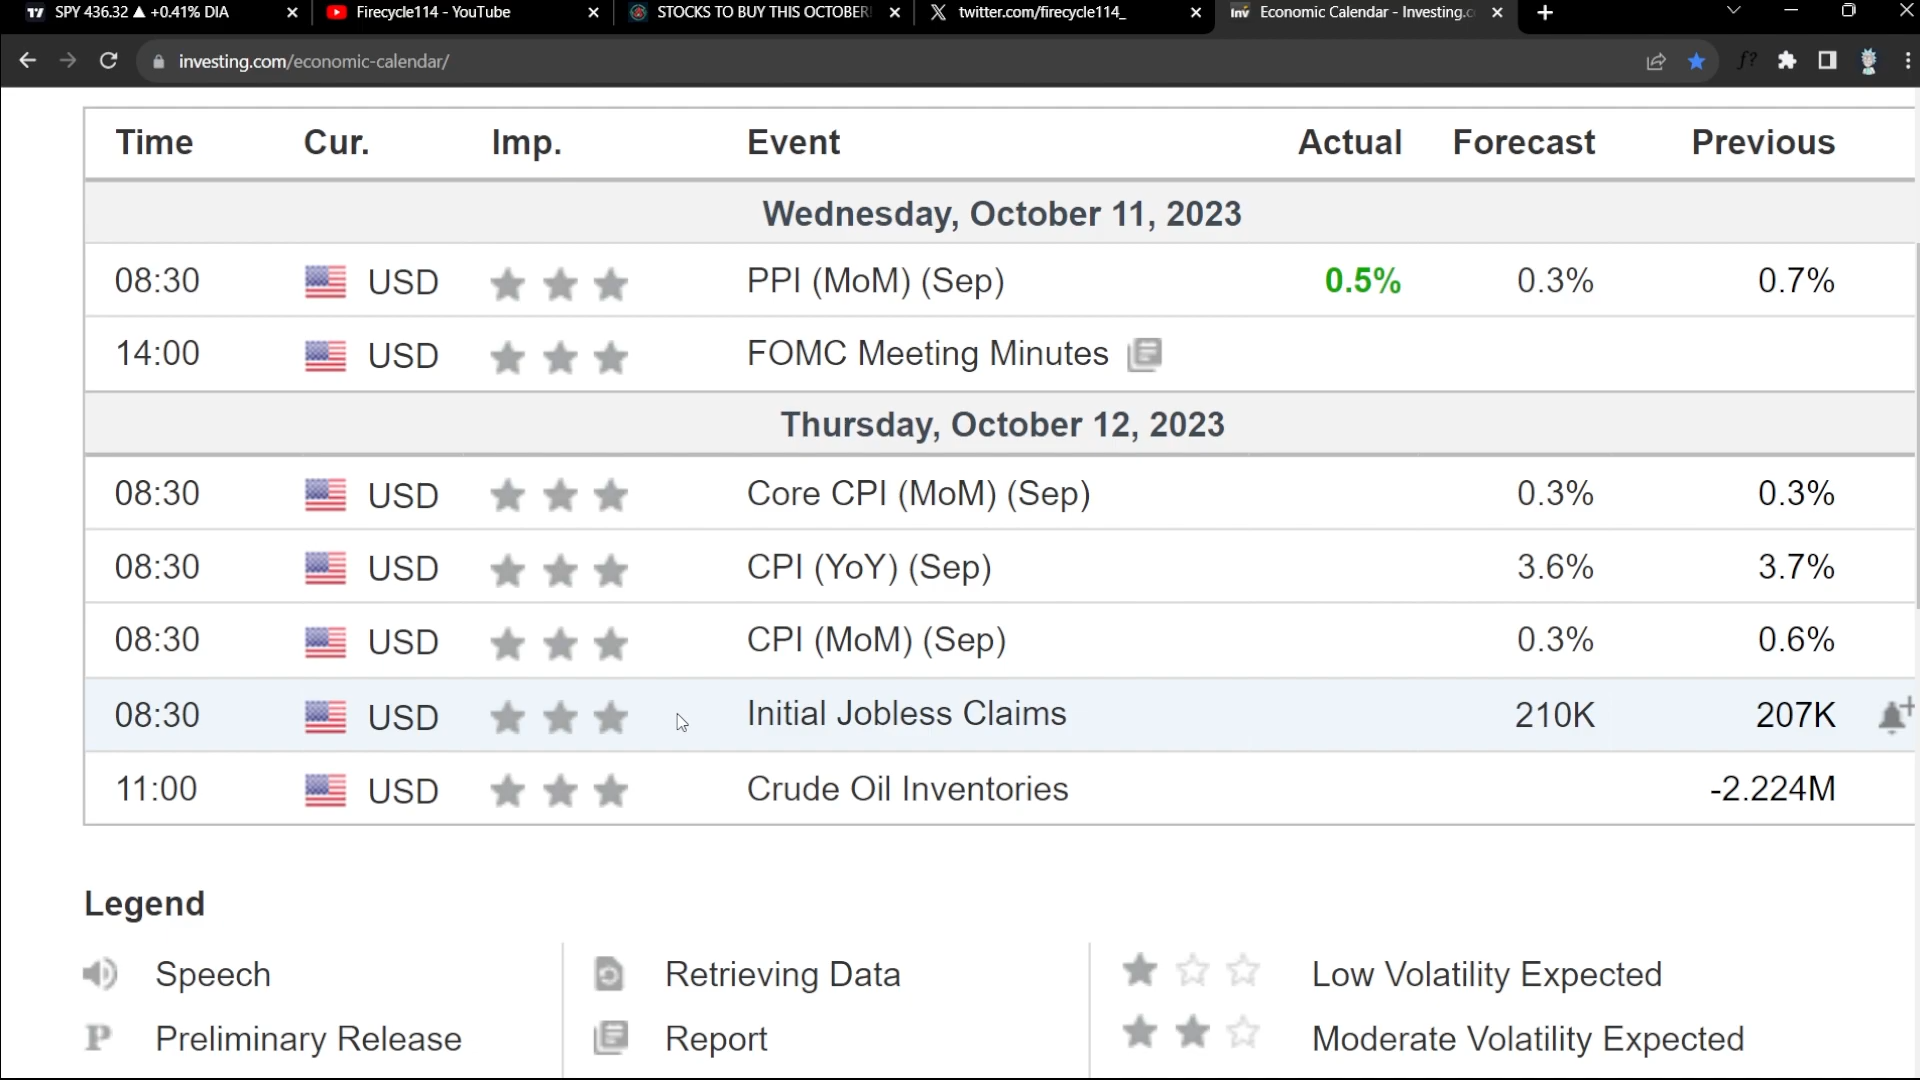 SPY 436.32 ▲ +0.41% DIA
Firecycle114 - YouTube
STOCKS TO BUY THIS OCTOBER
twitter.com/firecycle114_
Economic Calendar - Investing.c
investing.com/economic-calendar/
Time Cur. Imp. Event Actual Forecast Previous
Wednesday, October 11, 2023
08:30 USD PPI (MoM) (Sep) 0.5% 0.3% 0.7%
14:00 USD FOMC Meeting Minutes
Thursday, October 12, 2023
08:30 USD Core CPI (MoM) (Sep) 0.3% 0.3%
08:30 USD CPI (YoY) (Sep) 3.6% 3.7%
08:30 USD CPI (MoM) (Sep) 0.3% 0.6%
08:30 USD Initial Jobless Claims 210K 207K
11:00 USD Crude Oil Inventories -2.224M
Legend
Speech Retrieving Data Low Volatility Expected
P Preliminary Release Report Moderate Volatility Expected